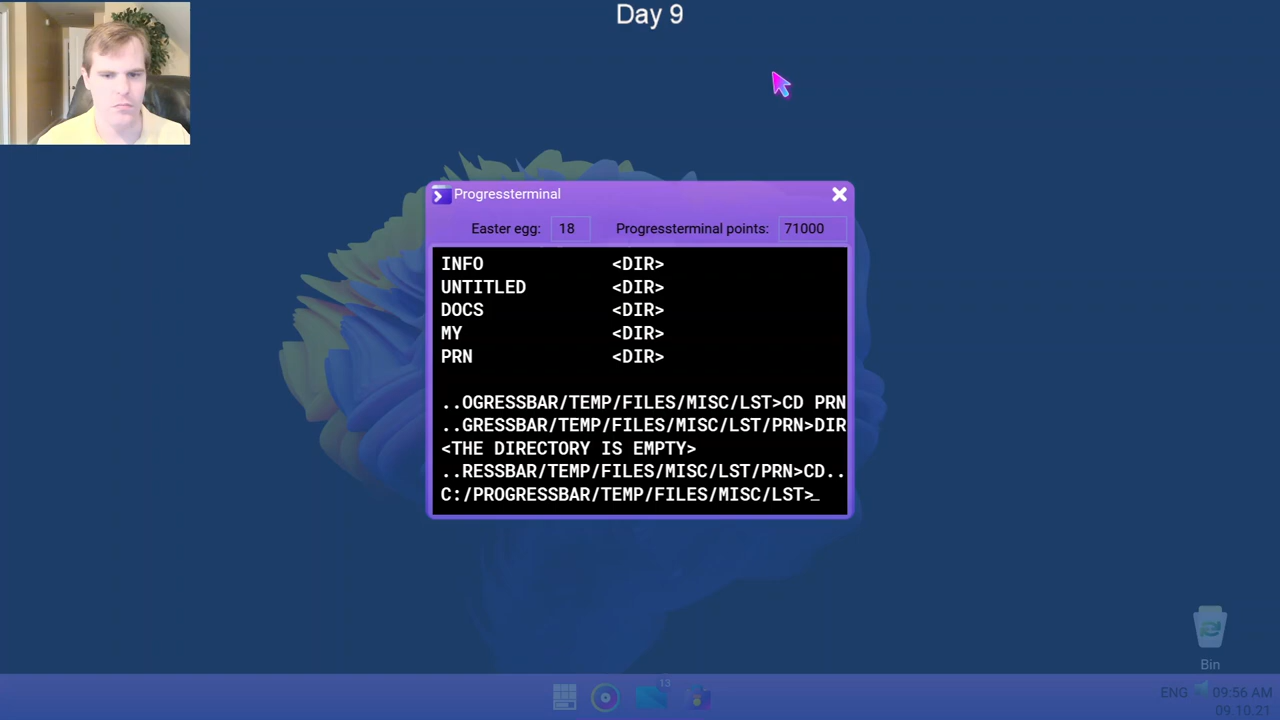 Day 9
Progressterminal
Easter egg: 18 Progressterminal points: 71000
INFO <DIR>
UNTITLED <DIR>
DOCS <DIR>
MY <DIR>
PRN <DIR>
..OGRESSBAR/TEMP/FILES/MISC/LST>CD PRN
..GRESSBAR/TEMP/FILES/MISC/LST/PRN>DIR
<THE DIRECTORY IS EMPTY>
..RESSBAR/TEMP/FILES/MISC/LST/PRN>CD..
C:/PROGRESSBAR/TEMP/FILES/MISC/LST>_
Bin
13
ENG 09:56 AM
09.10.21